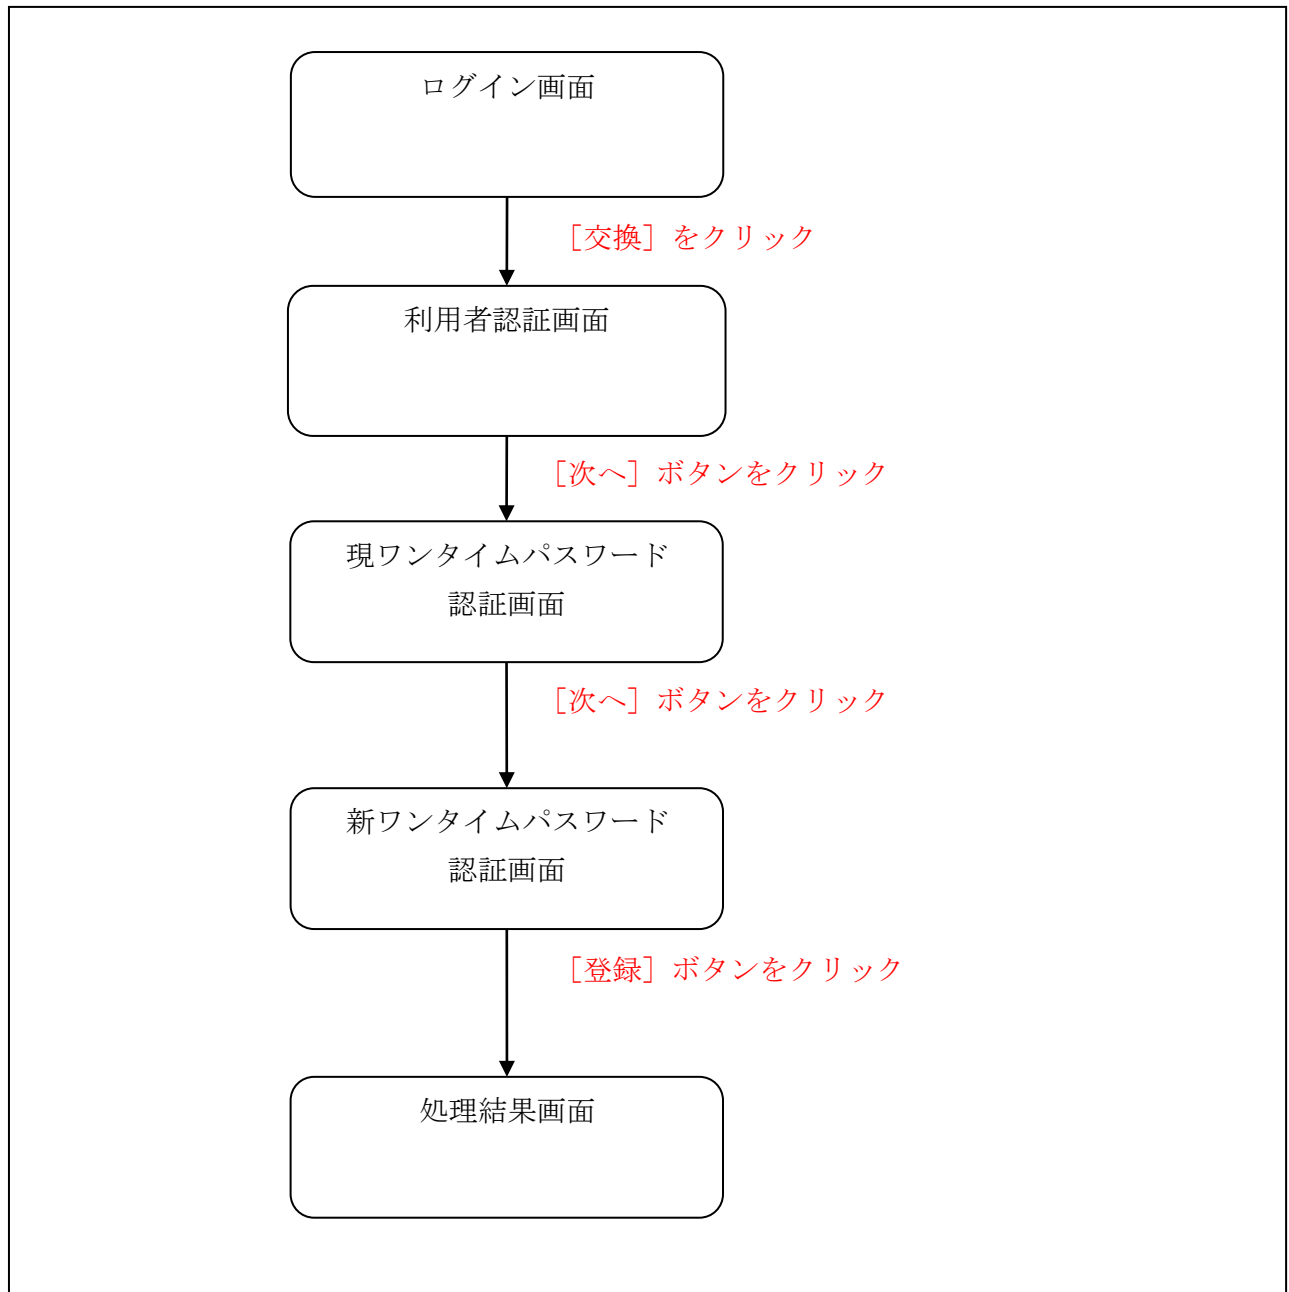 ログイン画面
［交換］をクリック
利用者認証画面
［次へ］ボタンをクリック
現ワンタイムパスワード
認証画面
［次へ］ボタンをクリック
新ワンタイムパスワード
認証画面
［登録］ボタンをクリック
処理結果画面